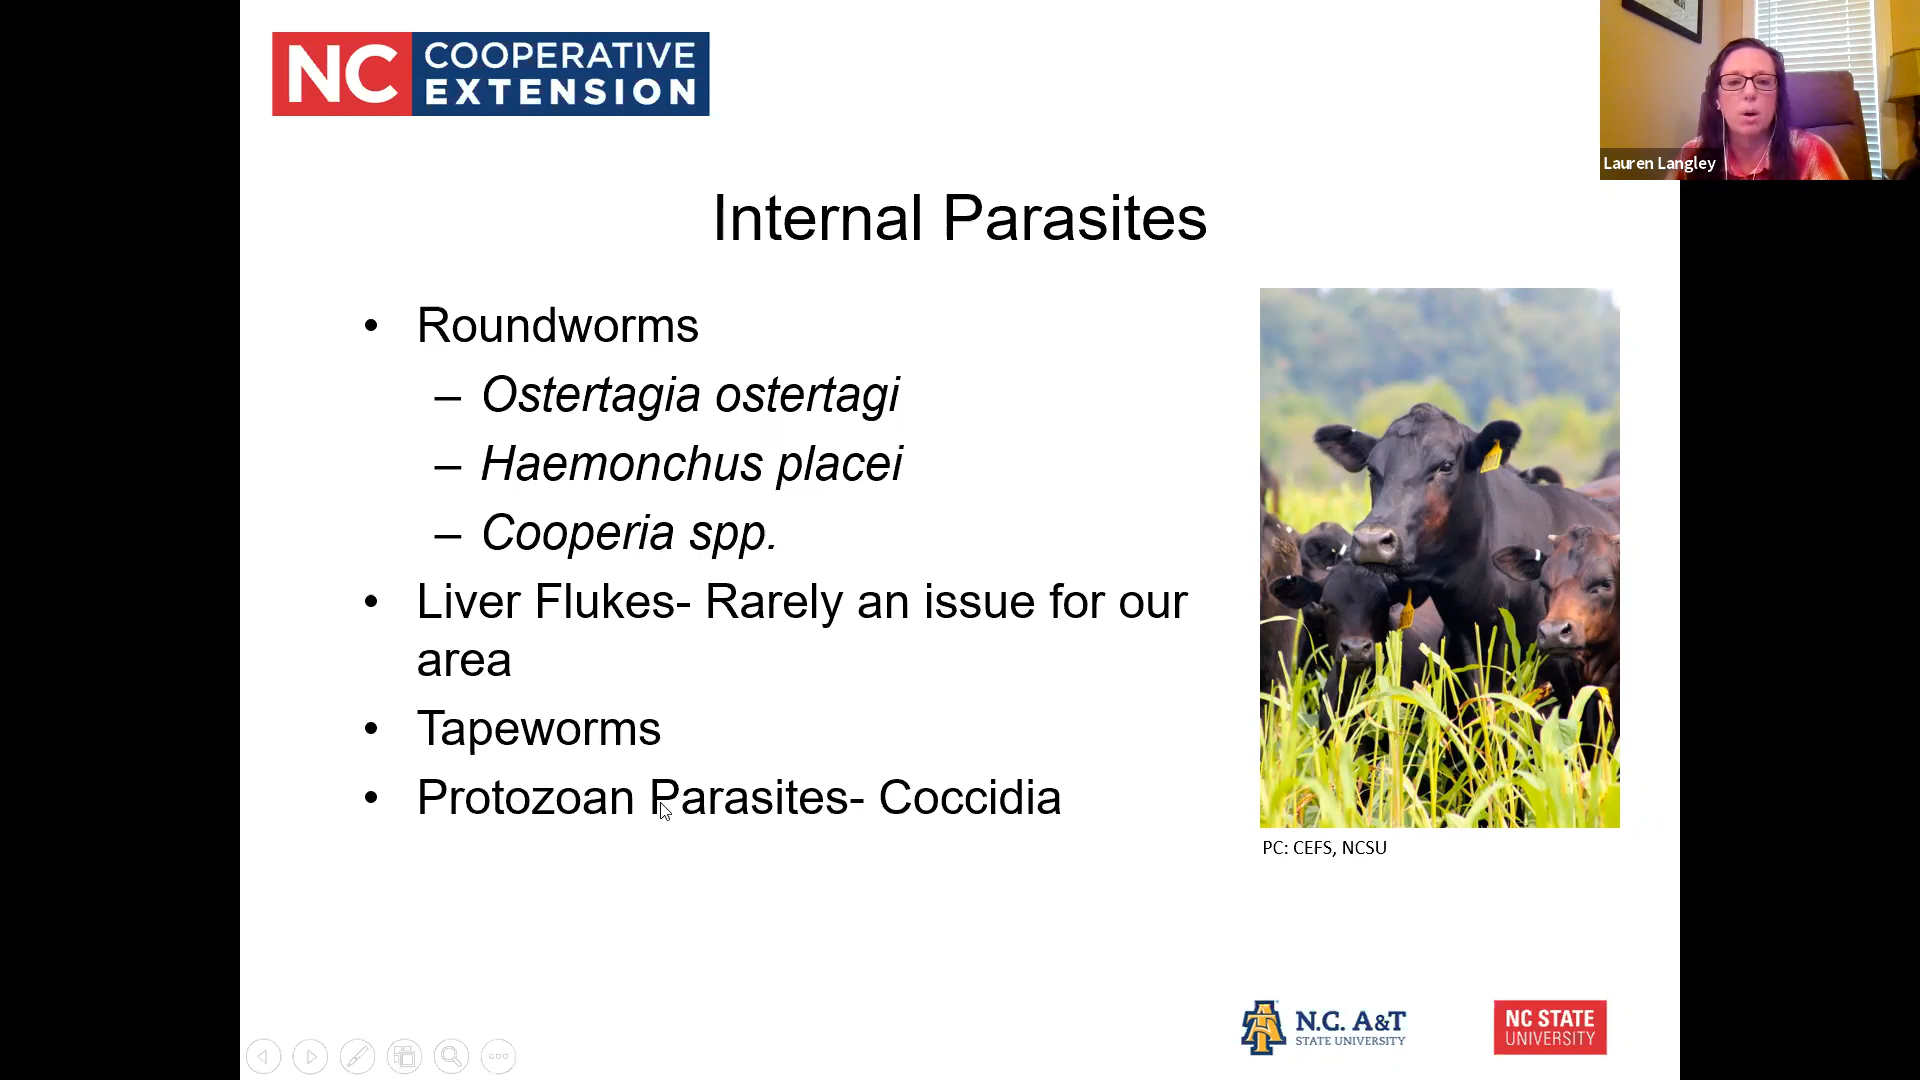 NC COOPERATIVE
EXTENSION
Lauren Langley
Internal Parasites
• Roundworms
– Ostertagia ostertagi
– Haemonchus placei
– Cooperia spp.
• Liver Flukes- Rarely an issue for our
area
• Tapeworms
• Protozoan Parasites- Coccidia
PC: CEFS, NCSU
N.C. A&T
STATE UNIVERSITY
NC STATE
UNIVERSITY